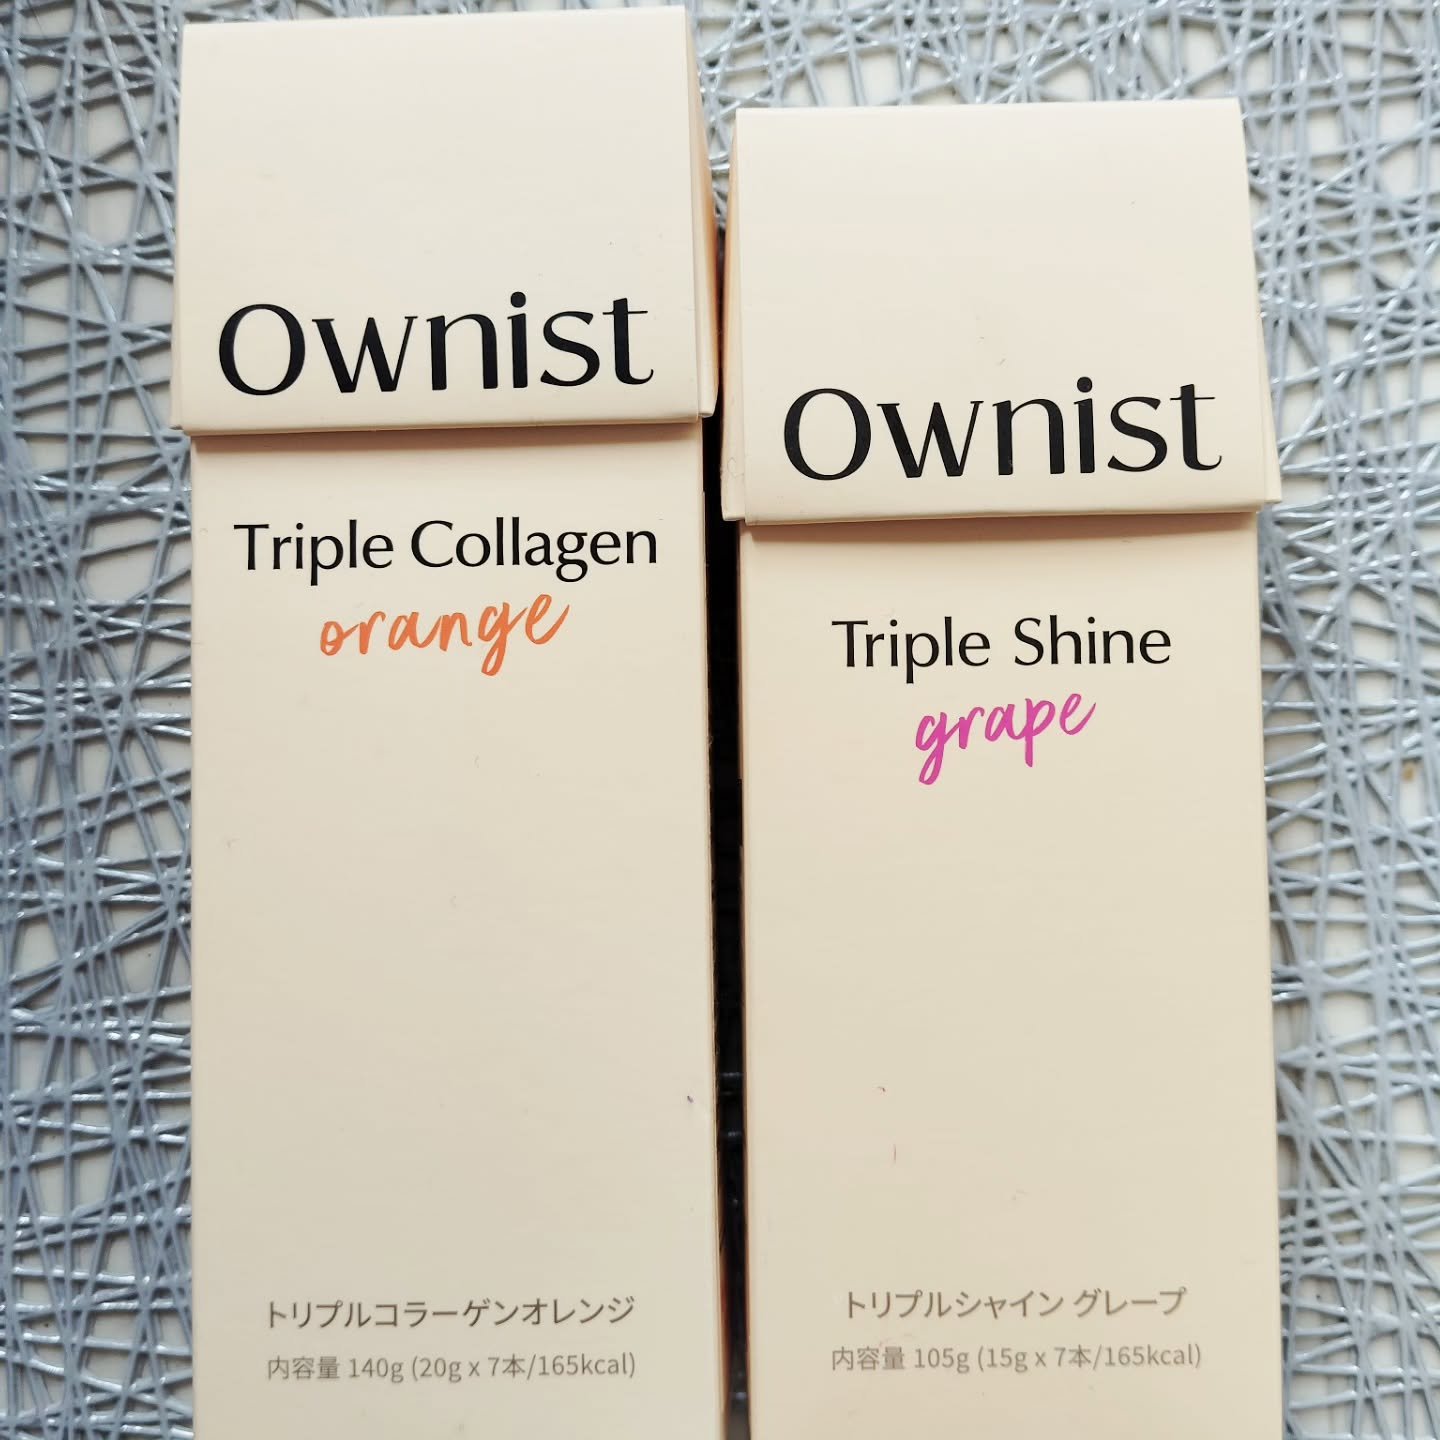 Ownist
Triple Collagen
orange
トリプルコラーゲンオレンジ
内容量 140g (20g x 7本/165kcal)
Ownist
Triple Shine
grape
トリプルシャイン グレープ
内容量 105g (15g x 7本/165kcal)